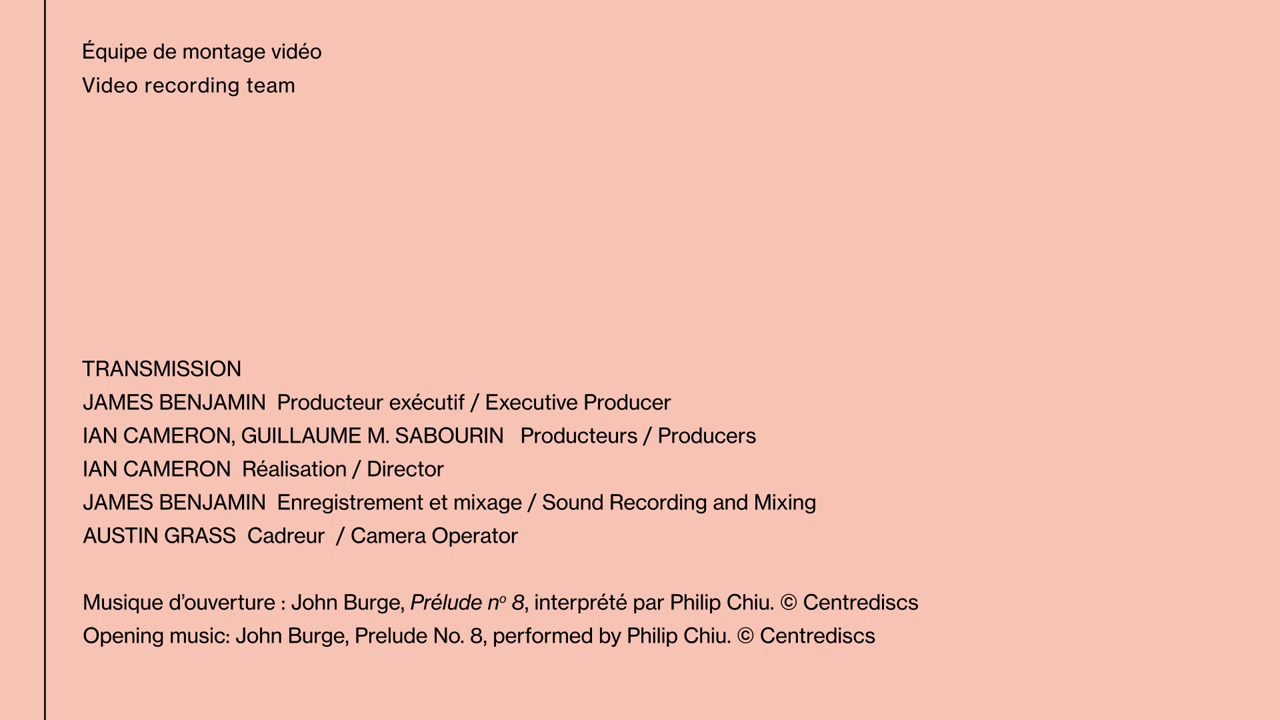 Équipe de montage vidéo
Video recording team
TRANSMISSION
JAMES BENJAMIN  Producteur exécutif / Executive Producer
IAN CAMERON, GUILLAUME M. SABOURIN   Producteurs / Producers
IAN CAMERON  Réalisation / Director
JAMES BENJAMIN  Enregistrement et mixage / Sound Recording and Mixing
AUSTIN GRASS  Cadreur  / Camera Operator
Musique d’ouverture : John Burge, Prélude nº 8, interprété par Philip Chiu. © Centrediscs
Opening music: John Burge, Prelude No. 8, performed by Philip Chiu. © Centrediscs